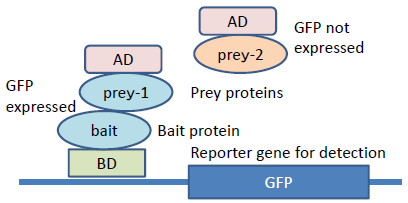 AD
GFP not
expressed
prey-2
AD
GFP
expressed
prey-1
Prey proteins
bait
Bait protein
BD
Reporter gene for detection
GFP